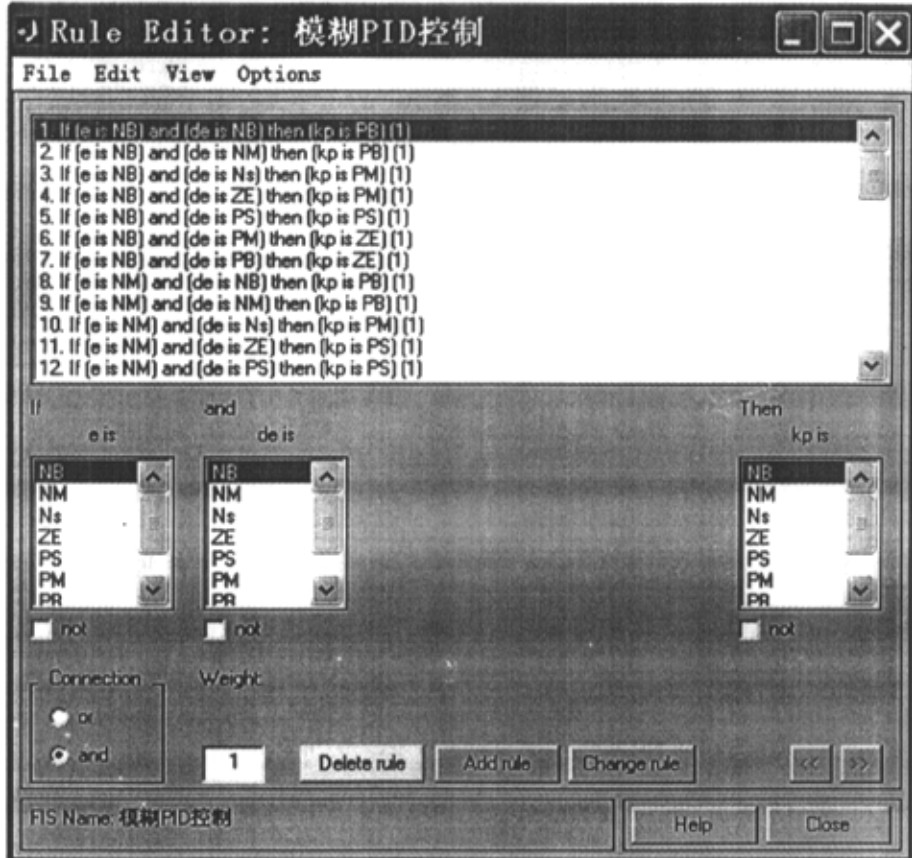 Rule Editor: 模糊PID控制
File Edit View Options
1. If (e is NB) and (de is NB) then (kp is PB) (1)
2. If (e is NB) and (de is NM) then (kp is PB) (1)
3. If (e is NB) and (de is Ns) then (kp is PM) (1)
4. If (e is NB) and (de is ZE) then (kp is PM) (1)
5. If (e is NB) and (de is PS) then (kp is PS) (1)
6. If (e is NB) and (de is PM) then (kp is ZE) (1)
7. If (e is NB) and (de is PB) then (kp is ZE) (1)
8. If (e is NM) and (de is NB) then (kp is PB) (1)
9. If (e is NM) and (de is NM) then (kp is PB) (1)
10. If (e is NM) and (de is Ns) then (kp is PM) (1)
11. If (e is NM) and (de is ZE) then (kp is PS) (1)
12. If (e is NM) and (de is PS) then (kp is PS) (1)
If and Then
e is de is kp is
NB NB NB
NM NM NM
Ns Ns Ns
ZE ZE ZE
PS PS PS
PM PM PM
PB PB PB
not not not
Connection Weight:
or
and 1 Delete rule Add rule Change rule << >>
FIS Name: 模糊PID控制 Help Close